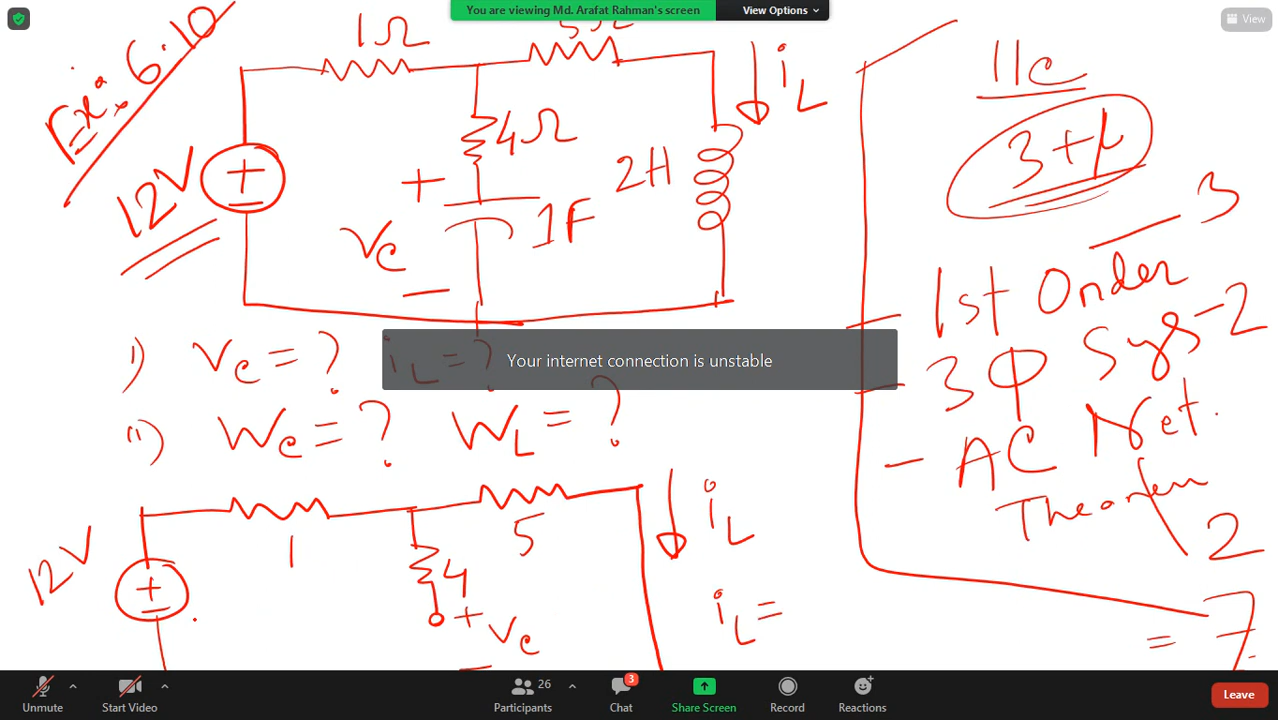 You are viewing Md. Arafat Rahman's screen
View Options
View
Ex: 6.10
1Ω
5Ω
iL
4Ω
2H
12V
+
1F
vc
-
i) vc = ? iL = ?
Your internet connection is unstable
ii) Wc = ? WL = ?
12V
1
5
iL
4
+
vc
-
iL =
11c
3+4
- 3
- 1st Order
Sys - 2
- 3φ
- AC Net.
Theorem
2
= 7
Unmute
Start Video
26
Participants
3
Chat
Share Screen
Record
Reactions
Leave